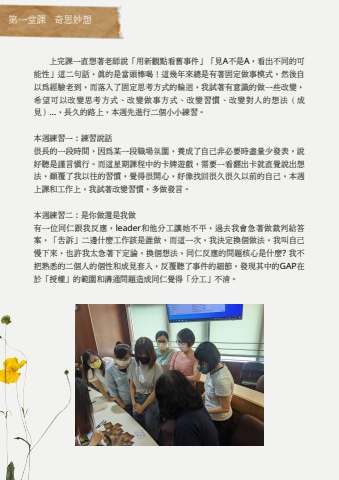 第一堂課 奇思妙想
上完課一直想著老師說「用新觀點看舊事件」「見A不是A，看出不同的可
能性」這二句話，真的是當頭棒喝！這幾年來總是有著固定做事模式，然後自
以為經驗老到，而落入了固定思考方式的輪迴，我試著有意識的做一些改變，
希望可以改變思考方式、改變做事方式、改變習慣、改變對人的想法（成
見）...，長久的路上，本週先進行二個小小練習。
本週練習一：練習說話
很長的一段時間，因為某一段職場氛圍，養成了自己非必要時盡量少發表，說
好聽是謹言慎行，而這星期課程中的卡牌遊戲，需要一看翻出卡就直覺說出想
法，顛覆了我以往的習慣，覺得很開心，好像找回很久很久以前的自己，本週
上課和工作上，我試著改變習慣，多做發言。
本週練習二：是你做還是我做
有一位同仁跟我反應，leader和他分工讓她不平，過去我會急著做裁判給答
案，「告訴」二邊什麼工作該是誰做，而這一次，我決定換個做法，我叫自己
慢下來，也許我太急著下定論，換個想法，同仁反應的問題核心是什麼? 我不
把熟悉的二個人的個性和成見套入，反覆聽了事件的細節，發現其中的GAP在
於「授權」的範圍和溝通問題造成同仁覺得「分工」不清。